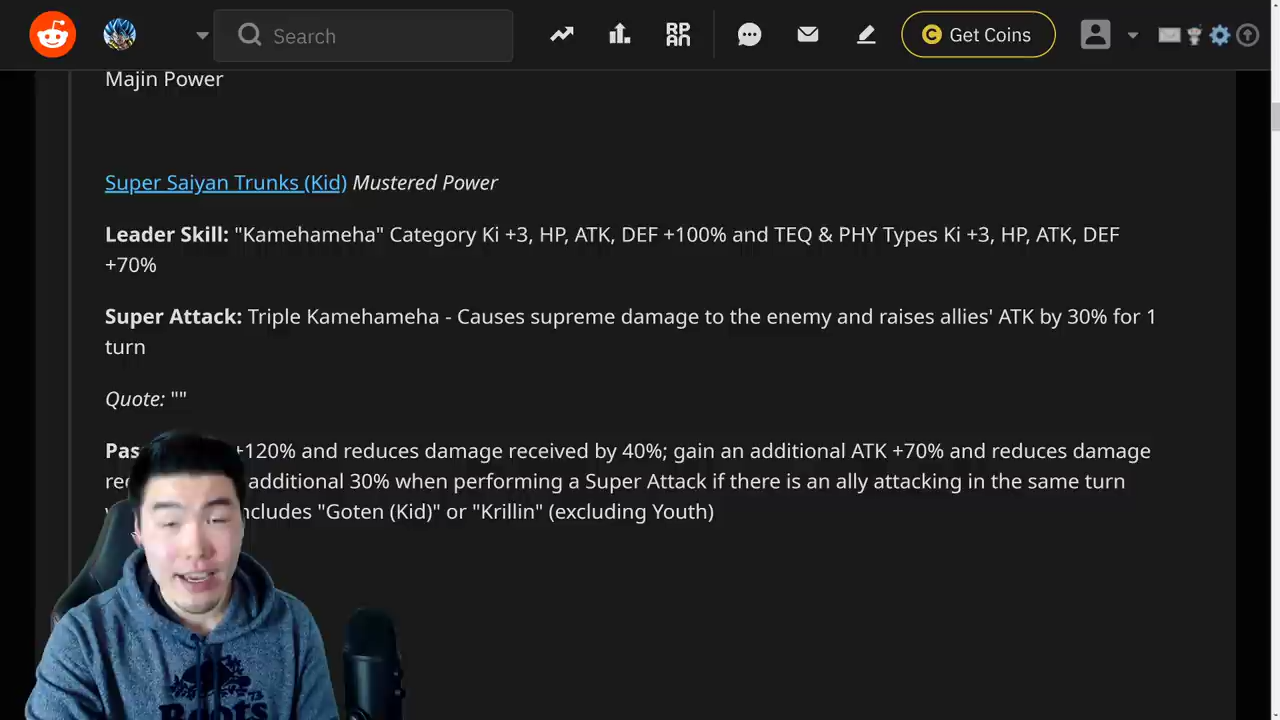 Search
Get Coins
Majin Power
Super Saiyan Trunks (Kid) Mustered Power
Leader Skill: "Kamehameha" Category Ki +3, HP, ATK, DEF +100% and TEQ & PHY Types Ki +3, HP, ATK, DEF
+70%
Super Attack: Triple Kamehameha - Causes supreme damage to the enemy and raises allies' ATK by 30% for 1
turn
Quote: ""
+120% and reduces damage received by 40%; gain an additional ATK +70% and reduces damage
additional 30% when performing a Super Attack if there is an ally attacking in the same turn
"Goten (Kid)" or "Krillin" (excluding Youth)